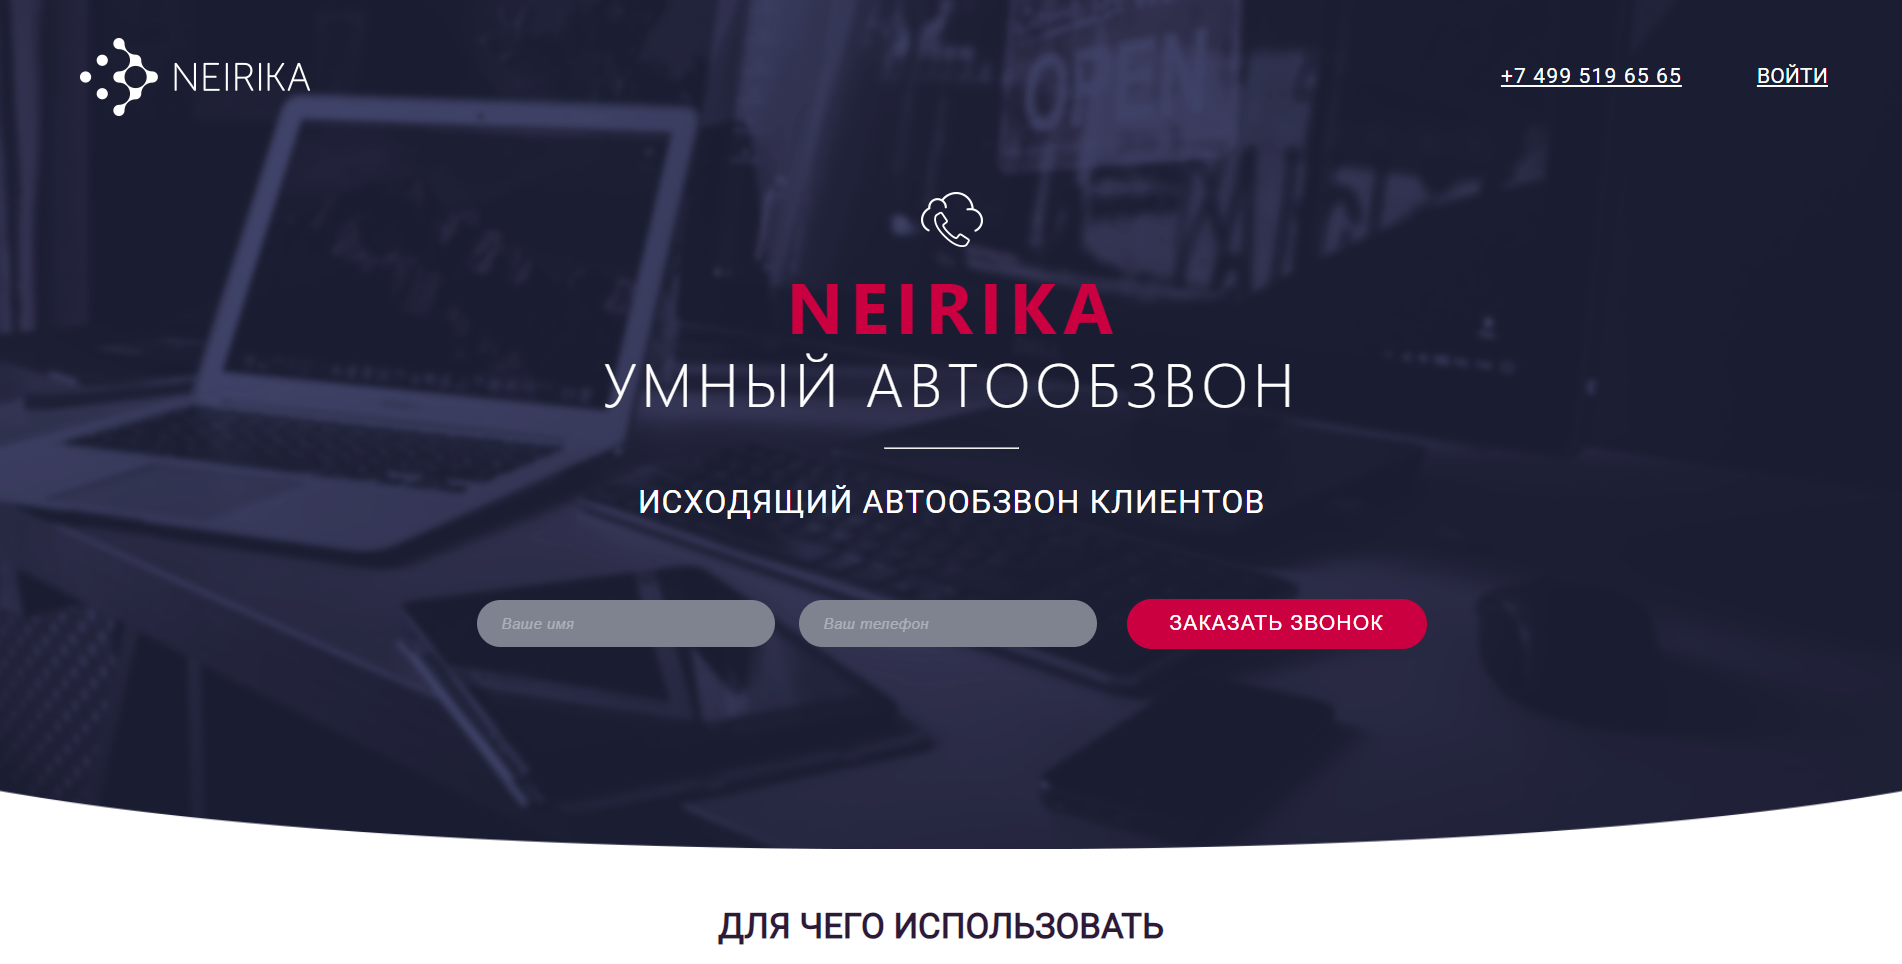 NEIRIKA
+7 499 519 65 65
ВОЙТИ
OPEN
NEIRIKA
УМНЫЙ АВТООБЗВОН
ИСХОДЯЩИЙ АВТООБЗВОН КЛИЕНТОВ
Ваше имя
Ваш телефон
ЗАКАЗАТЬ ЗВОНОК
ДЛЯ ЧЕГО ИСПОЛЬЗОВАТЬ